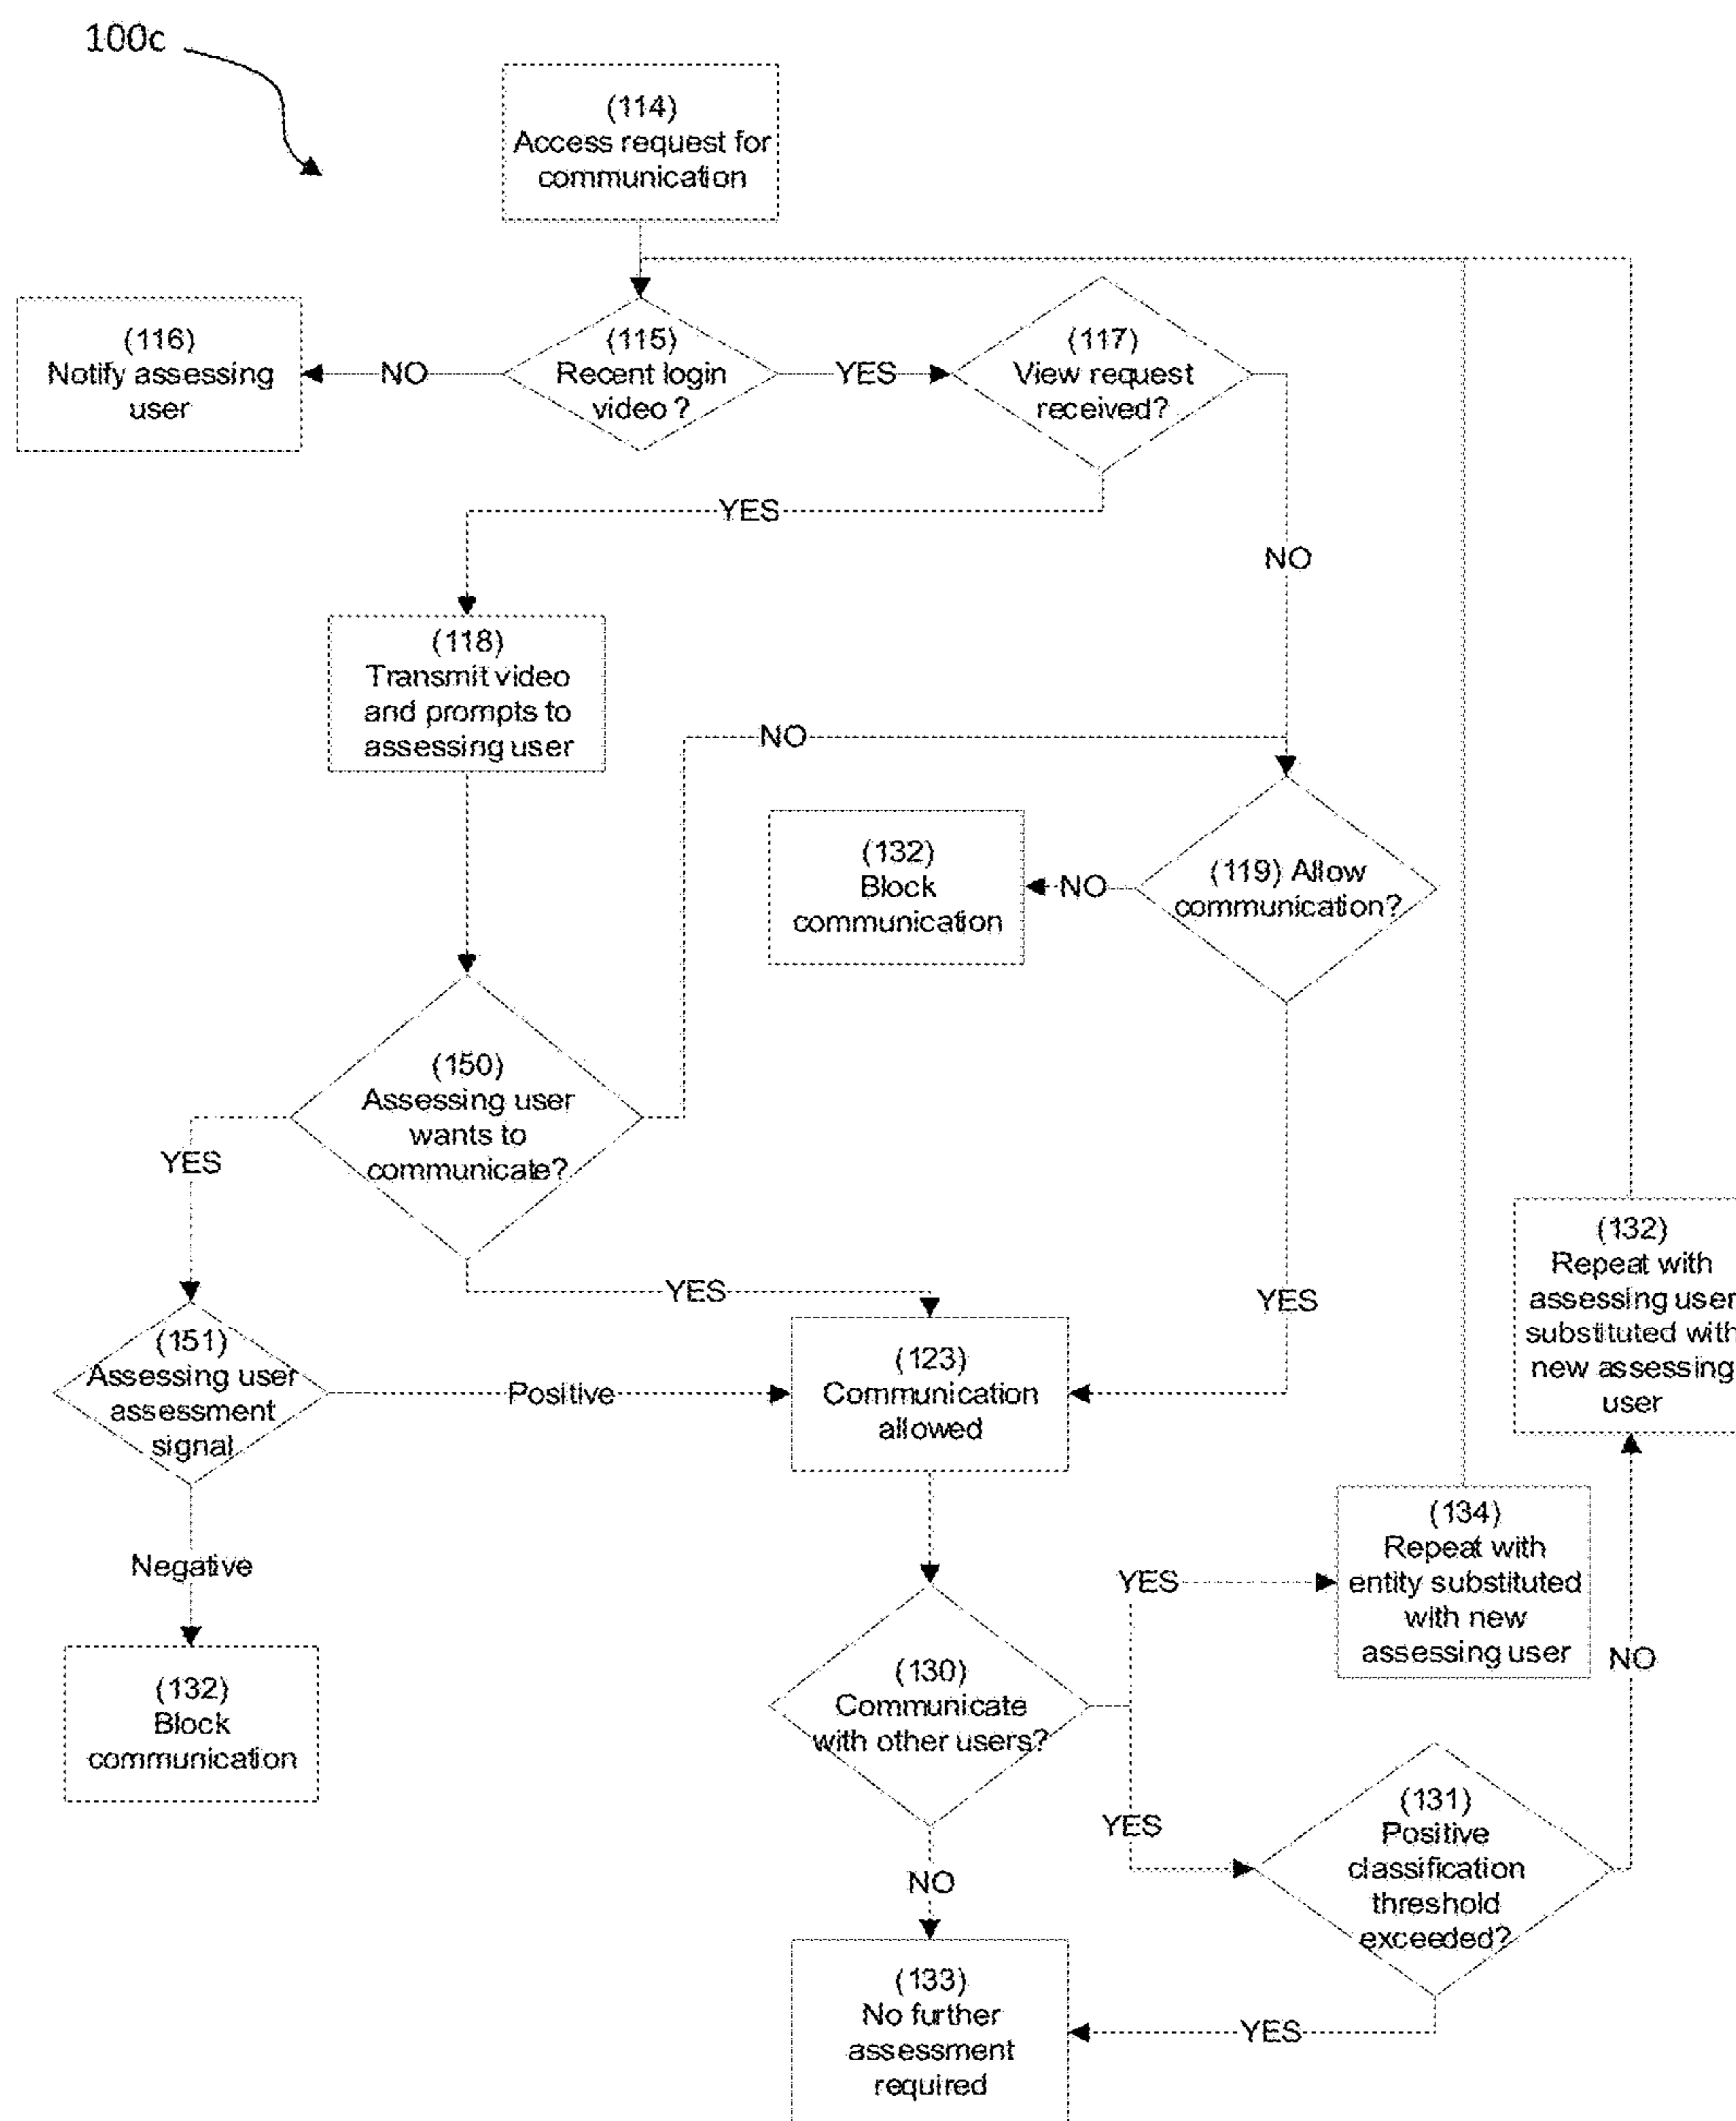 100c
(114)
Access request for
communication
(116)
Notify assessing
user
NO
(115)
Recent login
video?
YES
(117)
View request
received?
YES
NO
(118)
Transmit video
and prompts to
assessing user
NO
(132)
Block
communication
NO
(119) Allow
communication?
(150)
Assessing user
wants to
communicate?
YES
YES
YES
(132)
Repeat with
assessing user
substituted with
new assessing
user
(151)
Assessing user
assessment
signal
Positive
(123)
Communication
allowed
Negative
(132)
Block
communication
(134)
Repeat with
entity substituted
with new
assessing user
YES
NO
(130)
Communicate
with other users?
YES
(131)
Positive
classification
threshold
exceeded?
NO
(133)
No further
assessment
required
YES